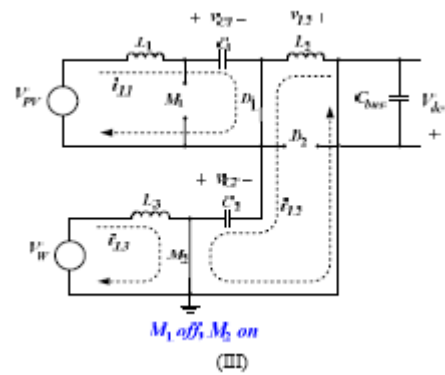 + v_C1 − v_L2 +
L_1 C_1 L_2
V_PV i_L1 M_1 D_1 C_bus V_dc
D_2 +
+ v_C2 −
L_3 C_2 i_L2
V_W i_L3 M_2
M_1 off, M_2 on
(III)